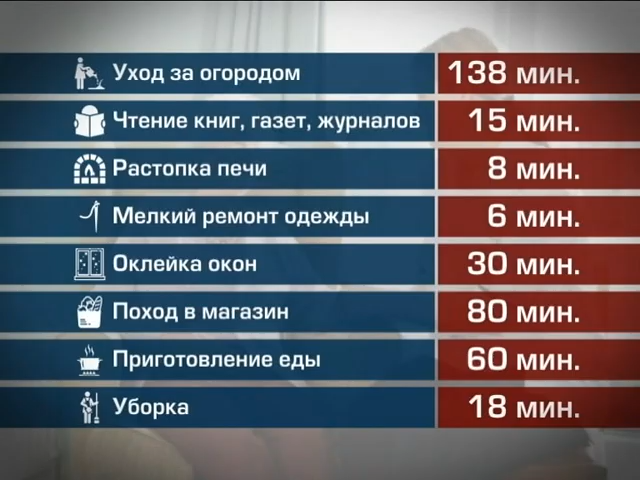 Уход за огородом 138 мин.
Чтение книг, газет, журналов 15 мин.
Растопка печи 8 мин.
Мелкий ремонт одежды 6 мин.
Оклейка окон 30 мин.
Поход в магазин 80 мин.
Приготовление еды 60 мин.
Уборка 18 мин.